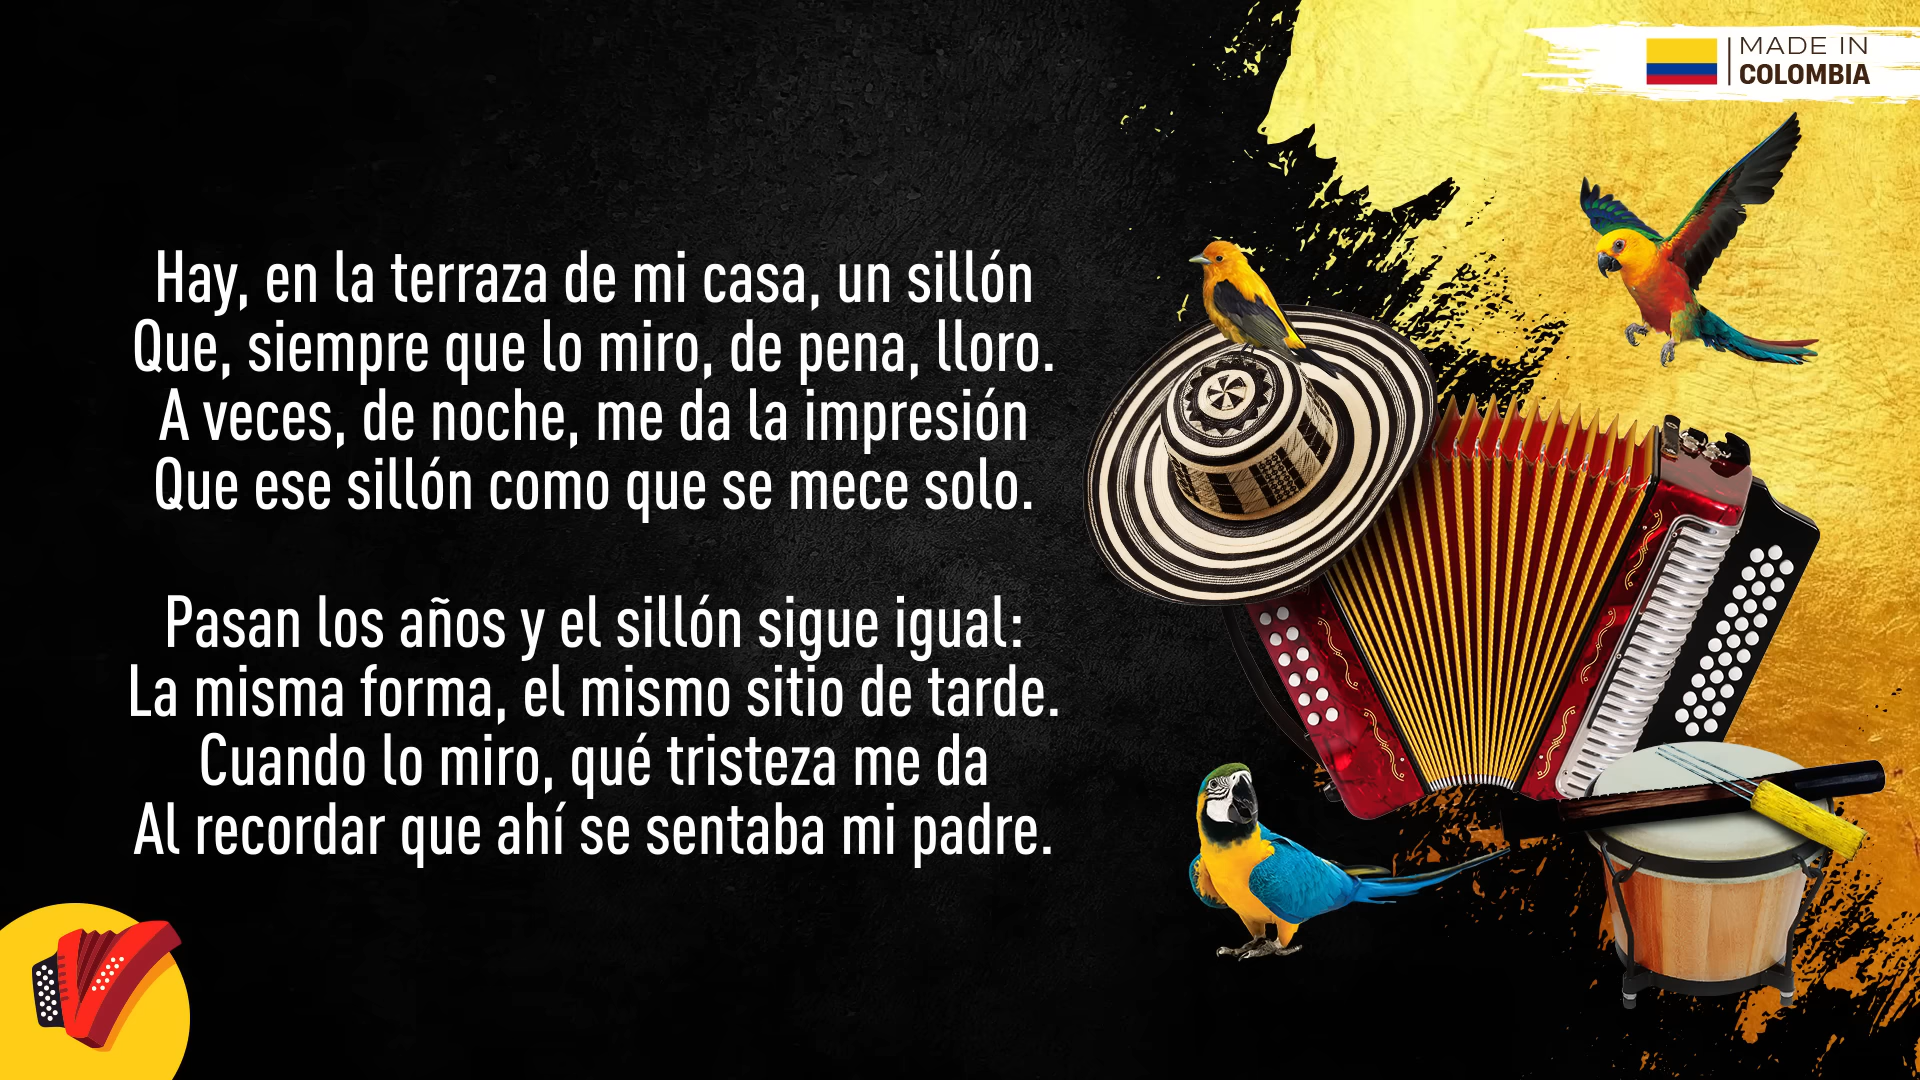 MADE IN
COLOMBIA
Hay, en la terraza de mi casa, un sillón
Que, siempre que lo miro, de pena, lloro.
A veces, de noche, me da la impresión
Que ese sillón como que se mece solo.
Pasan los años y el sillón sigue igual:
La misma forma, el mismo sitio de tarde.
Cuando lo miro, qué tristeza me da
Al recordar que ahí se sentaba mi padre.